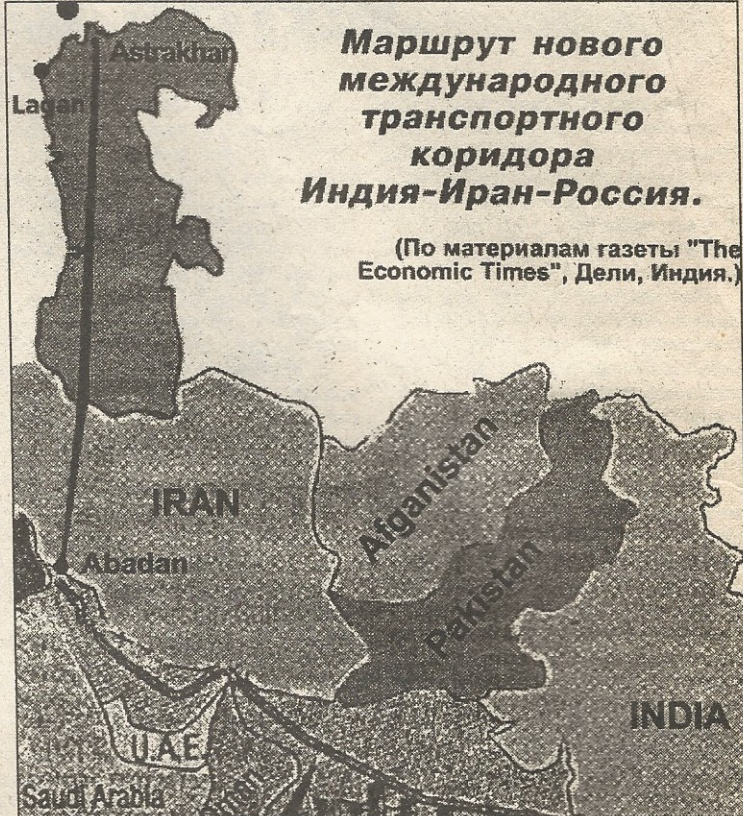 Маршрут нового
международного
транспортного
коридора
Индия-Иран-Россия.
(По материалам газеты "The
Economic Times", Дели, Индия.)
Astrakhan
Lagan
IRAN
Afganistan
Abadan
Pakistan
INDIA
U.A.E
Saudi Arabia
Oman